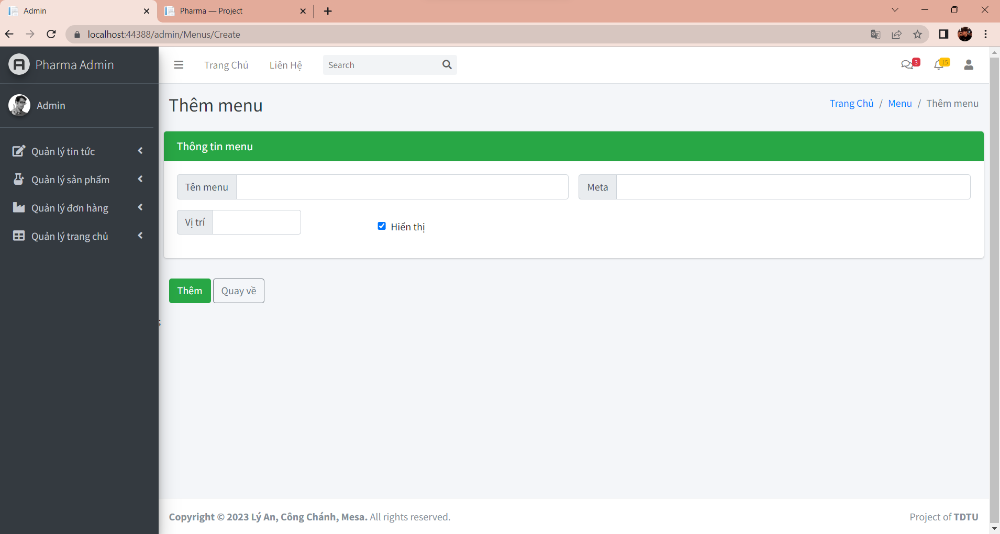 Admin
Pharma — Project
localhost:44388/admin/Menus/Create
Pharma Admin
Trang Chủ
Liên Hệ
Search
3
15
Admin
Thêm menu
Trang Chủ / Menu / Thêm menu
Quản lý tin tức
Quản lý sản phẩm
Quản lý đơn hàng
Quản lý trang chủ
Thông tin menu
Tên menu
Meta
Vị trí
Hiển thị
Thêm
Quay về
;
Copyright © 2023 Lý An, Công Chánh, Mesa. All rights reserved.
Project of TDTU